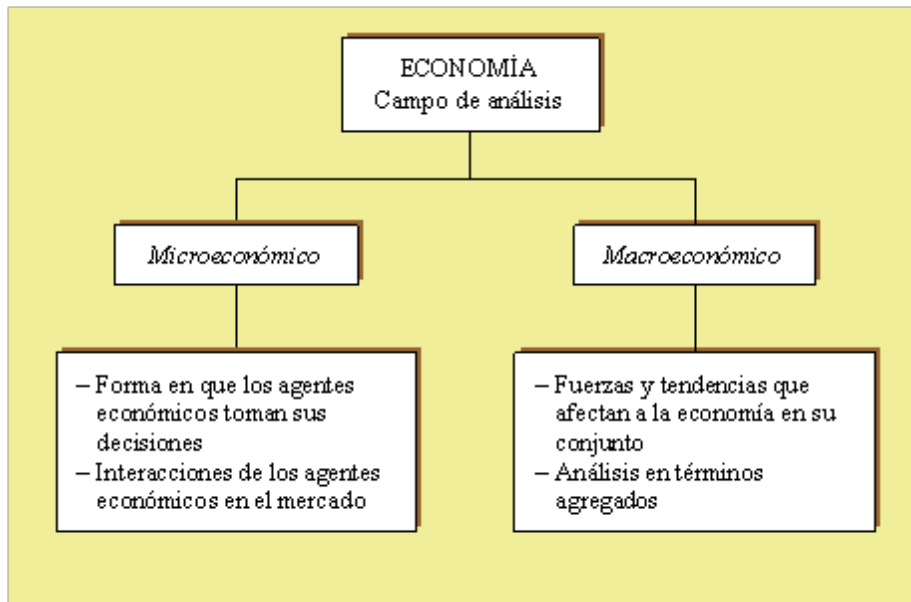 ECONOMÍA
Campo de análisis
Microeconómico
Macroeconómico
– Forma en que los agentes
económicos toman sus
decisiones
– Interacciones de los agentes
económicos en el mercado
– Fuerzas y tendencias que
afectan a la economía en su
conjunto
– Análisis en términos
agregados